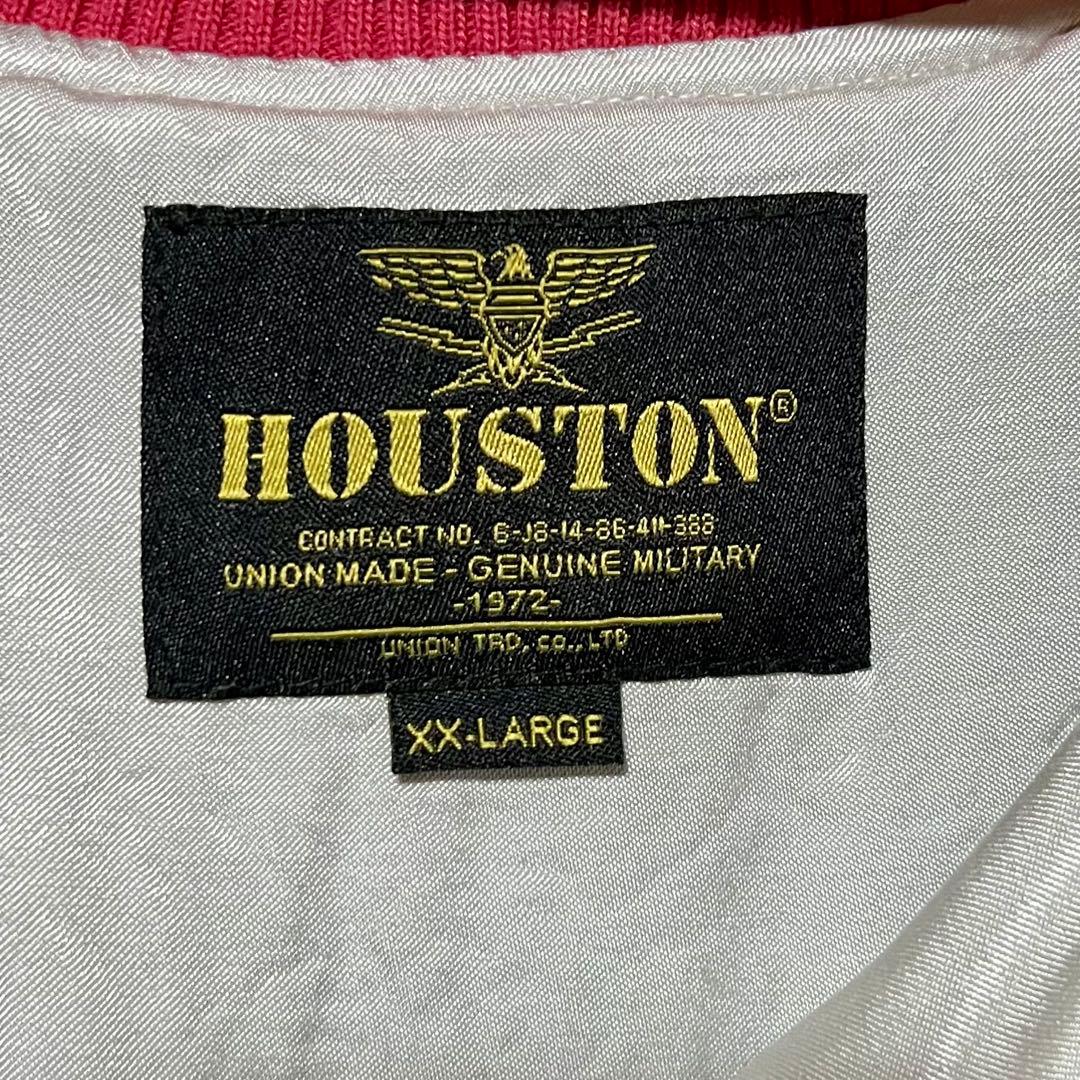 HOUSTON®
CONTRACT NO. 6-J8-14-86-411-388
UNION MADE - GENUINE MILITARY
-1972-
UNION TRD. CO., LTD
XX-LARGE